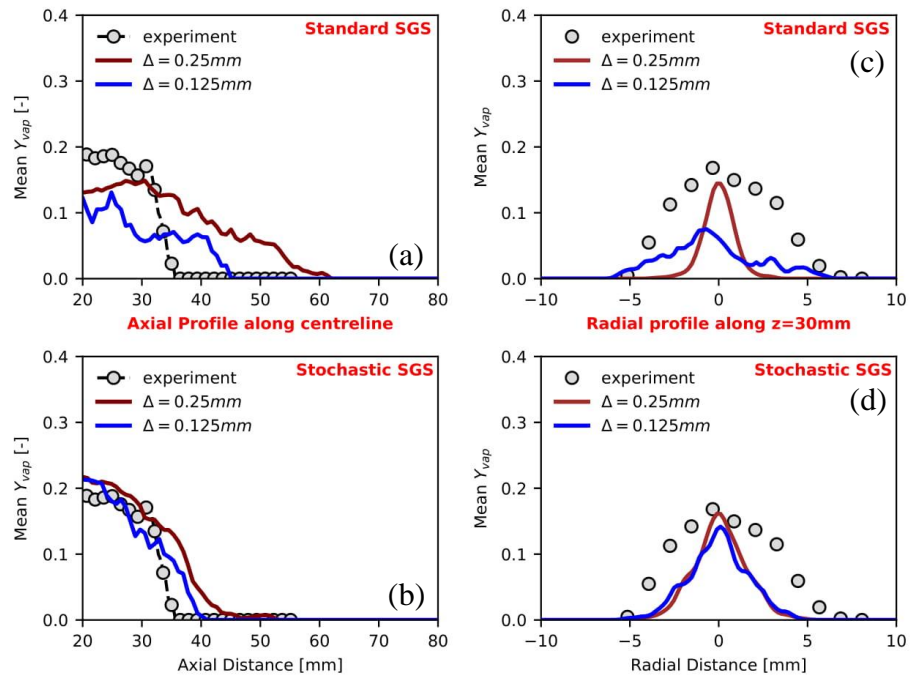 Mean Y_vap [-]
0.4
0.3
0.2
0.1
0.0
experiment
Δ = 0.25mm
Δ = 0.125mm
Standard SGS
(a)
20 30 40 50 60 70 80
Axial Profile along centreline
Mean Y_vap
0.4
0.3
0.2
0.1
0.0
experiment
Δ = 0.25mm
Δ = 0.125mm
Standard SGS
(c)
−10 −5 0 5 10
Radial profile along z=30mm
Mean Y_vap [-]
0.4
0.3
0.2
0.1
0.0
experiment
Δ = 0.25mm
Δ = 0.125mm
Stochastic SGS
(b)
20 30 40 50 60 70 80
Axial Distance [mm]
Mean Y_vap
0.4
0.3
0.2
0.1
0.0
experiment
Δ = 0.25mm
Δ = 0.125mm
Stochastic SGS
(d)
−10 −5 0 5 10
Radial Distance [mm]